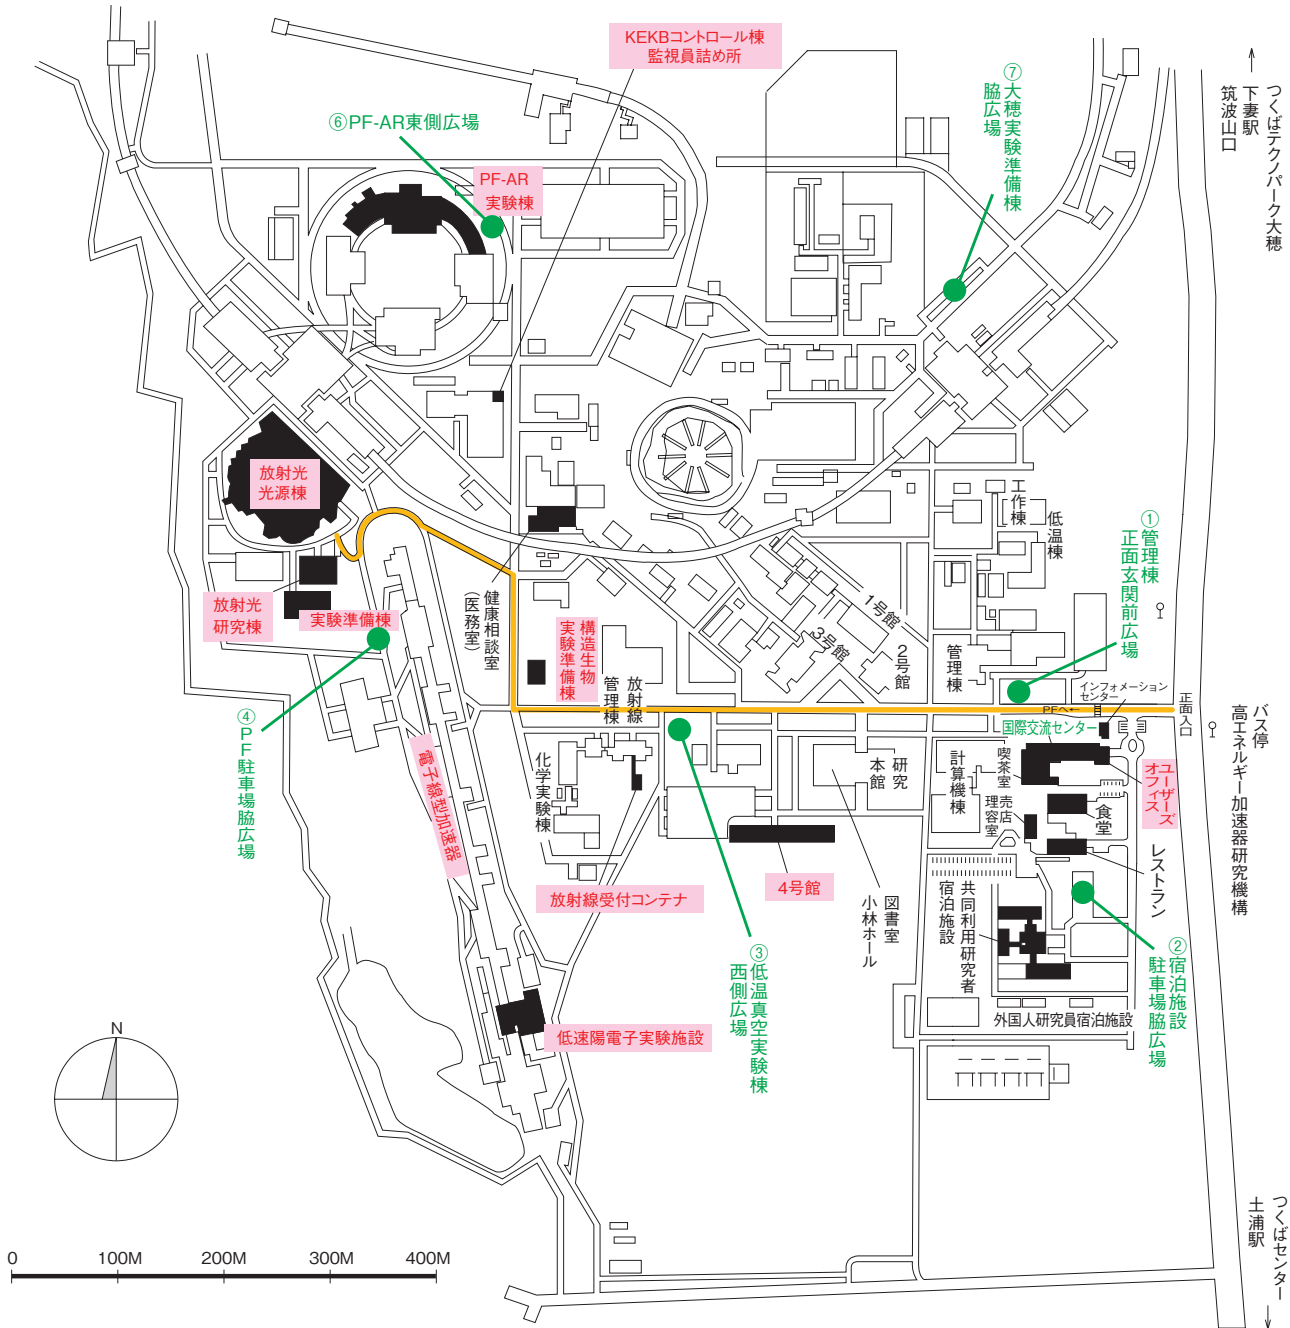 KEKBコントロール棟
監視員詰め所
⑥PF-AR東側広場
PF-AR
実験棟
⑦大穂実験準備棟
脇広場
つくばテクノパーク大穂
下妻駅
筑波山口
放射光
光源棟
放射光
研究棟
実験準備棟
健康相談室
(医務室)
構造生物
実験準備棟
放射線
管理棟
1号館
3号館
2号館
管理棟
工作棟
低温棟
①管理棟
正面玄関前広場
インフォメーション
センター
PFへ←
正面入口
バス停
高エネルギー加速器研究機構
国際交流センター
喫茶室
ユーザーズ
オフィス
売店
理容室
食堂
レストラン
計算機棟
研究
本館
図書室
小林ホール
④PF駐車場脇広場
電子線型加速器
化学実験棟
放射線受付コンテナ
4号館
③低温真空実験棟
西側広場
共同利用研究者
宿泊施設
②宿泊施設
駐車場脇広場
外国人研究員宿泊施設
低速陽電子実験施設
N
0 100M 200M 300M 400M
つくばセンター
土浦駅